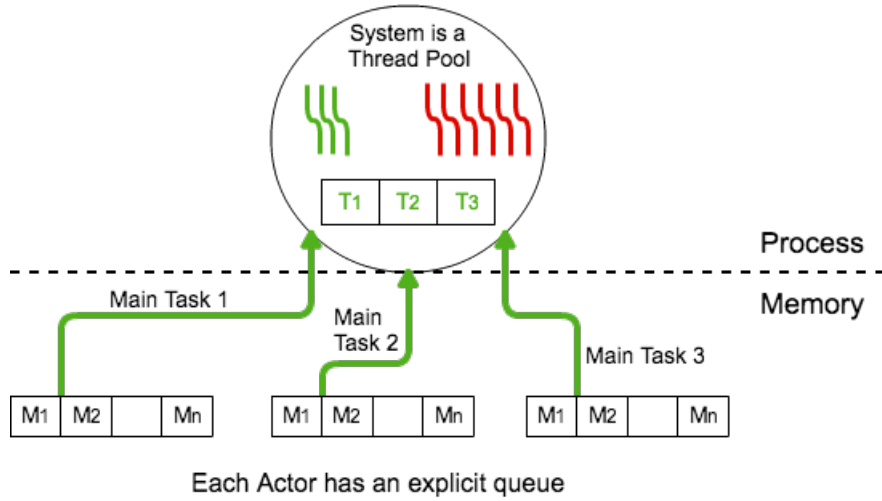 System is a
Thread Pool
T1 T2 T3
Process
Main Task 1
Memory
Main
Task 2
Main Task 3
M1 M2 Mn
M1 M2 Mn
M1 M2 Mn
Each Actor has an explicit queue